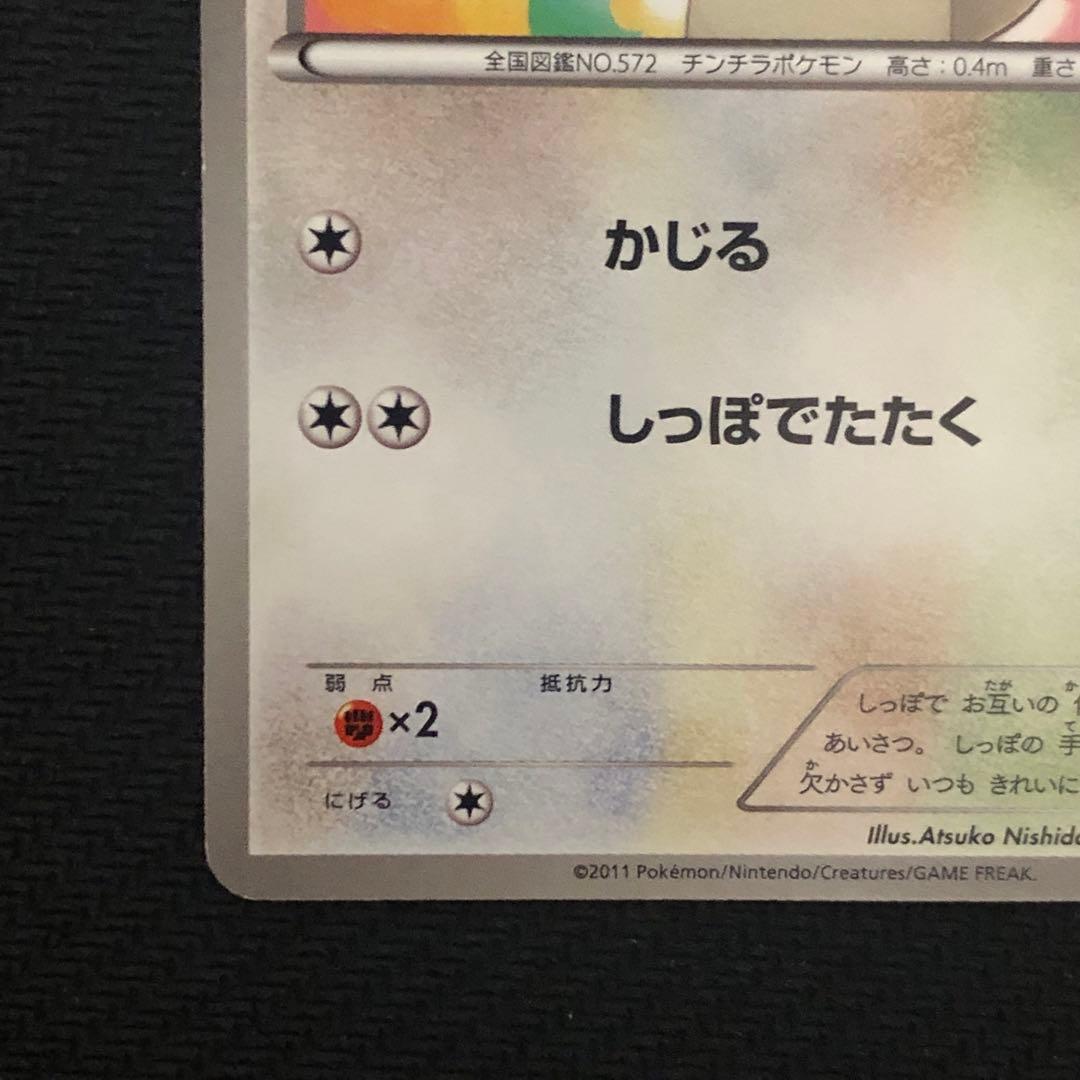 全国図鑑NO.572 チンチラポケモン 高さ：0.4m 重さ
かじる
しっぽでたたく
弱点 抵抗力
×2
にげる
しっぽで お互いの
あいさつ。 しっぽの 手
欠かさず いつも きれいに
Illus.Atsuko Nishida
©2011 Pokémon/Nintendo/Creatures/GAME FREAK.